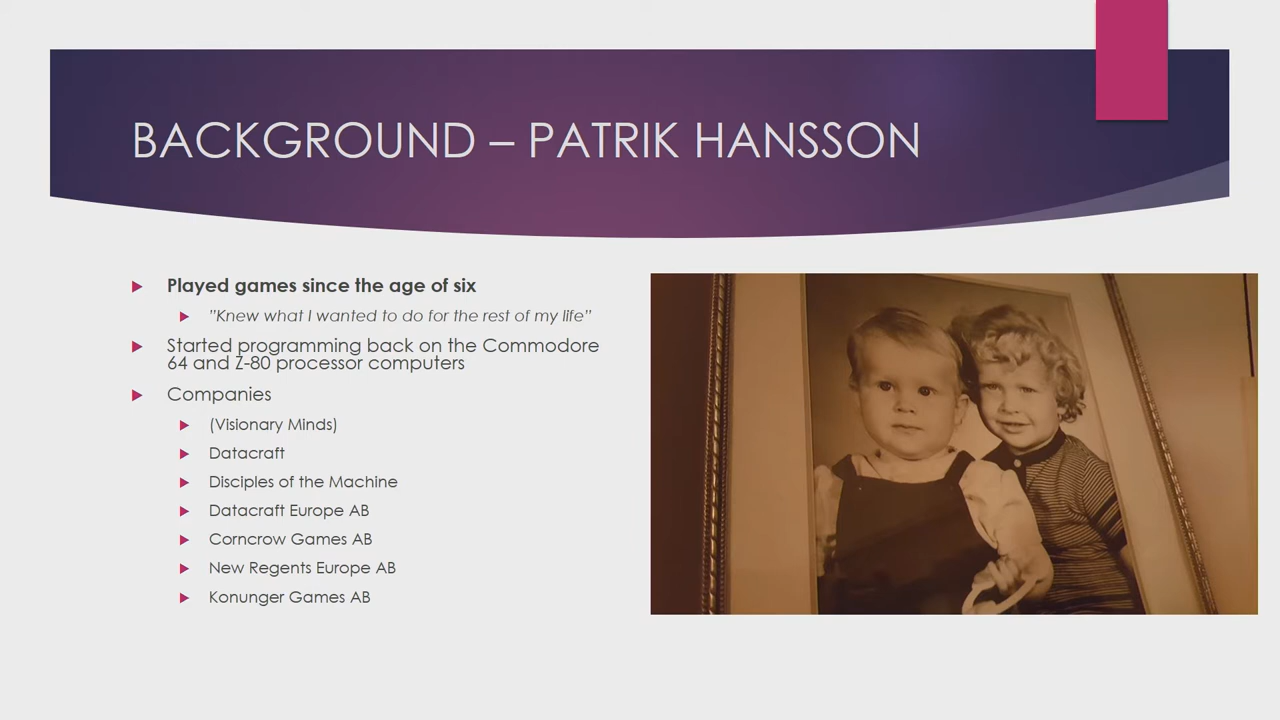 BACKGROUND – PATRIK HANSSON
Played games since the age of six
”Knew what I wanted to do for the rest of my life”
Started programming back on the Commodore
64 and Z-80 processor computers
Companies
(Visionary Minds)
Datacraft
Disciples of the Machine
Datacraft Europe AB
Corncrow Games AB
New Regents Europe AB
Konunger Games AB